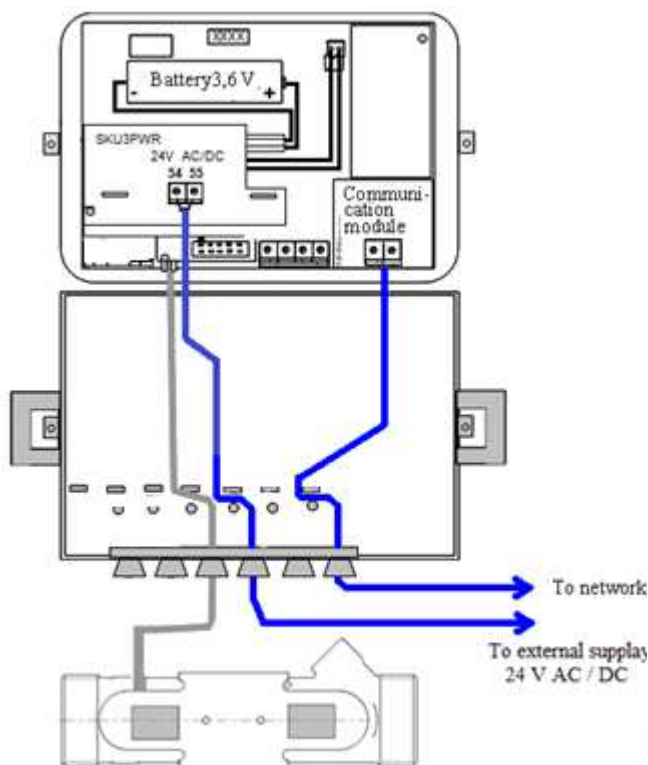 XXXX
Battery3,6 V
-
+
SKU3PWR
24V AC/DC
54 55
Communi-
cation
module
To network
To external supplay
24 V AC / DC